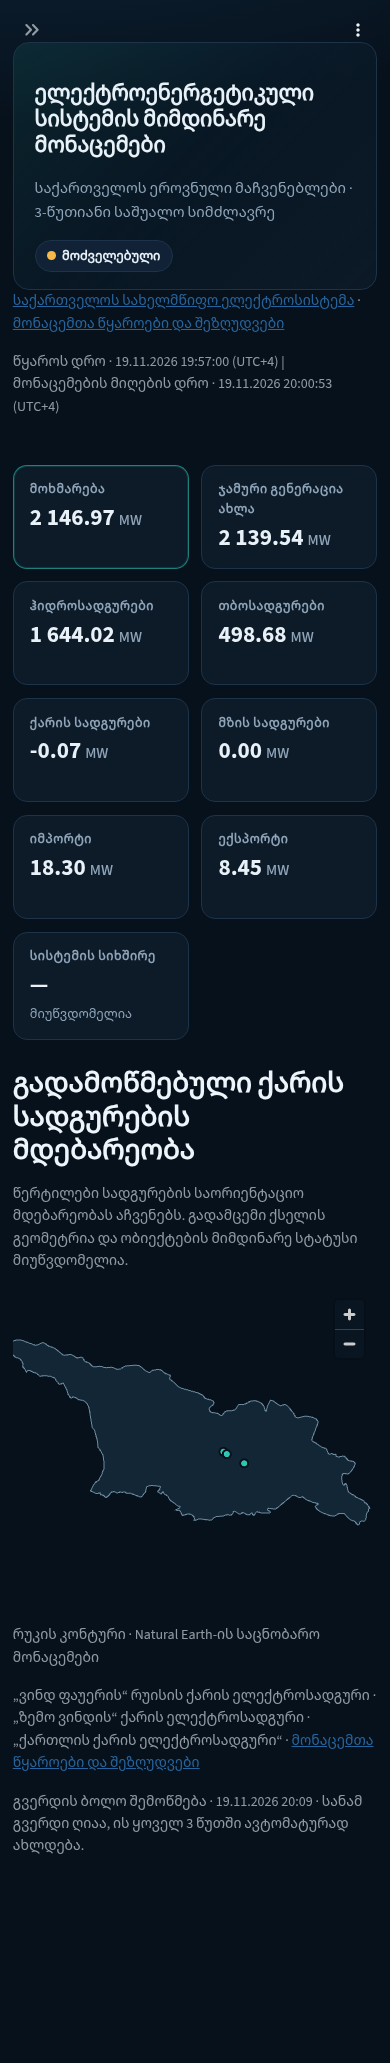 ელექტროენერგეტიკული
სისტემის მიმდინარე
მონაცემები
საქართველოს ეროვნული მაჩვენებლები ·
3-წუთიანი საშუალო სიმძლავრე
მოძველებული
საქართველოს სახელმწიფო ელექტროსისტემა ·
მონაცემთა წყაროები და შეზღუდვები
წყაროს დრო · 19.11.2026 19:57:00 (UTC+4) |
მონაცემების მიღების დრო · 19.11.2026 20:00:53
(UTC+4)
მოხმარება
2 146.97 MW
ჯამური გენერაცია
ახლა
2 139.54 MW
ჰიდროსადგურები
1 644.02 MW
თბოსადგურები
498.68 MW
ქარის სადგურები
-0.07 MW
მზის სადგურები
0.00 MW
იმპორტი
18.30 MW
ექსპორტი
8.45 MW
სისტემის სიხშირე
—
მიუწვდომელია
გადამოწმებული ქარის
სადგურების
მდებარეობა
წერტილები სადგურების საორიენტაციო
მდებარეობას აჩვენებს. გადამცემი ქსელის
გეომეტრია და ობიექტების მიმდინარე სტატუსი
მიუწვდომელია.
რუკის კონტური · Natural Earth-ის საცნობარო
მონაცემები
„ვინდ ფაუერის“ რუისის ქარის ელექტროსადგური ·
„ზემო ვინდის“ ქარის ელექტროსადგური ·
„ქართლის ქარის ელექტროსადგური“ · მონაცემთა
წყაროები და შეზღუდვები
გვერდის ბოლო შემოწმება · 19.11.2026 20:09 · სანამ
გვერდი ღიაა, ის ყოველ 3 წუთში ავტომატურად
ახლდება.